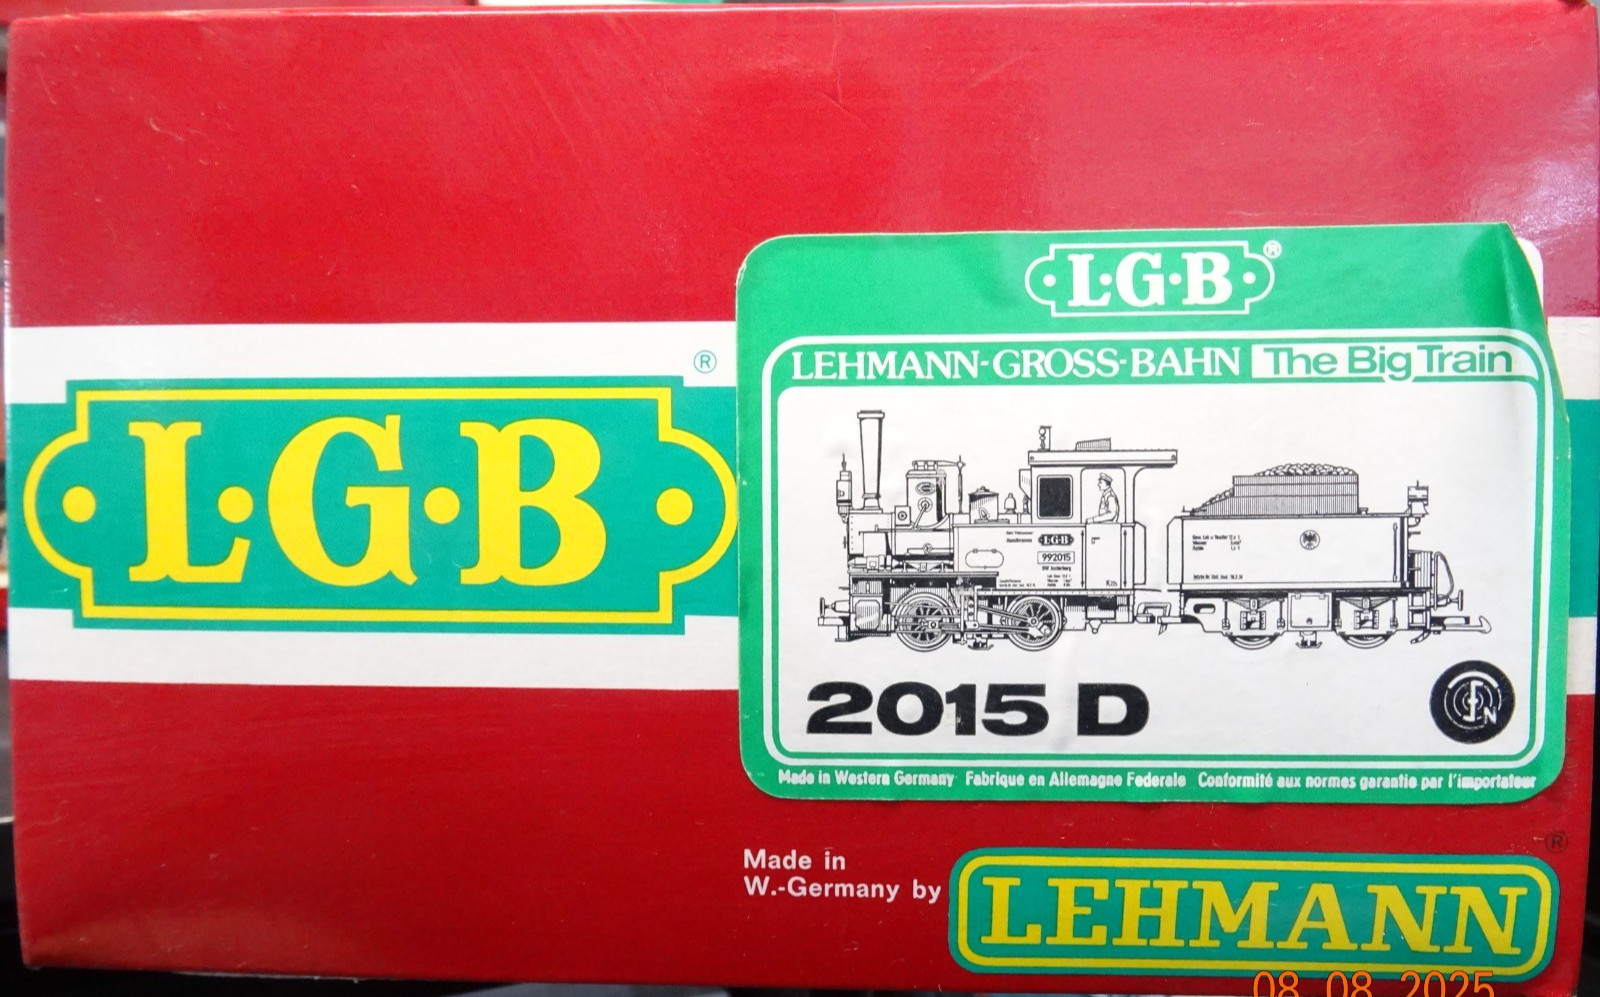 L·G·B
®
L·G·B®
LEHMANN-GROSS-BAHN The Big Train
LGB
992015
2015 D
Made in Western Germany Fabrique en Allemagne Federale Conformité aux normes garantie par l'importateur
Made in
W.-Germany by
LEHMANN
®
08.08.2025